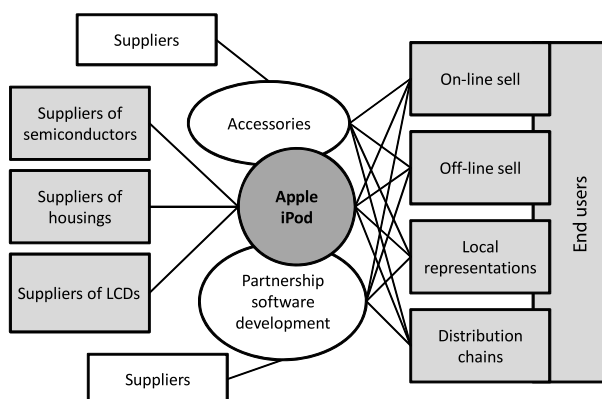 Suppliers
Suppliers of
semiconductors
Suppliers of
housings
Suppliers of LCDs
Suppliers
Accessories
Apple
iPod
Partnership
software
development
On-line sell
Off-line sell
Local
representations
Distribution
chains
End users